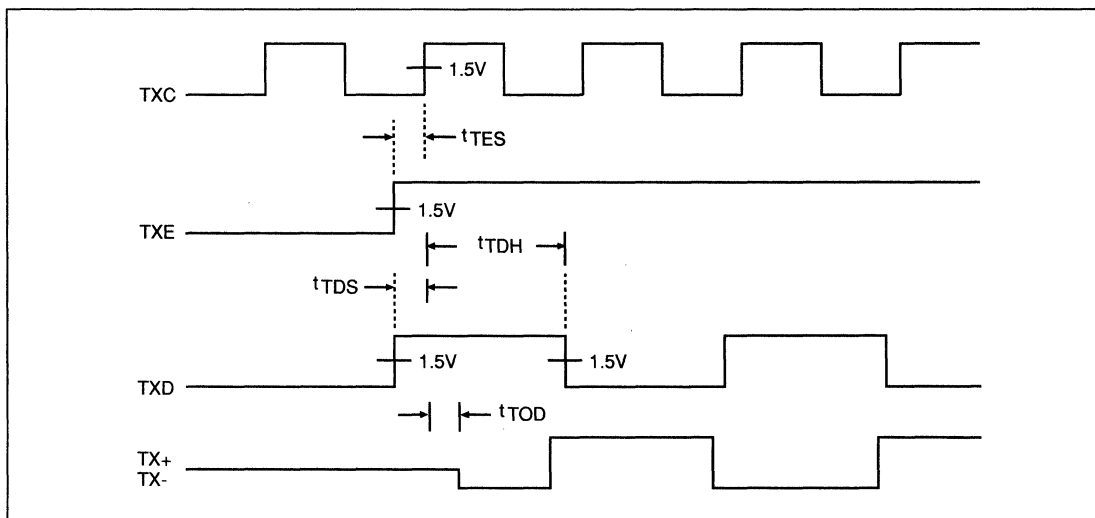 1.5V
TXC
tTES
1.5V
TXE
tTDH
tTDS
1.5V
1.5V
TXD
tTOD
TX+
TX-